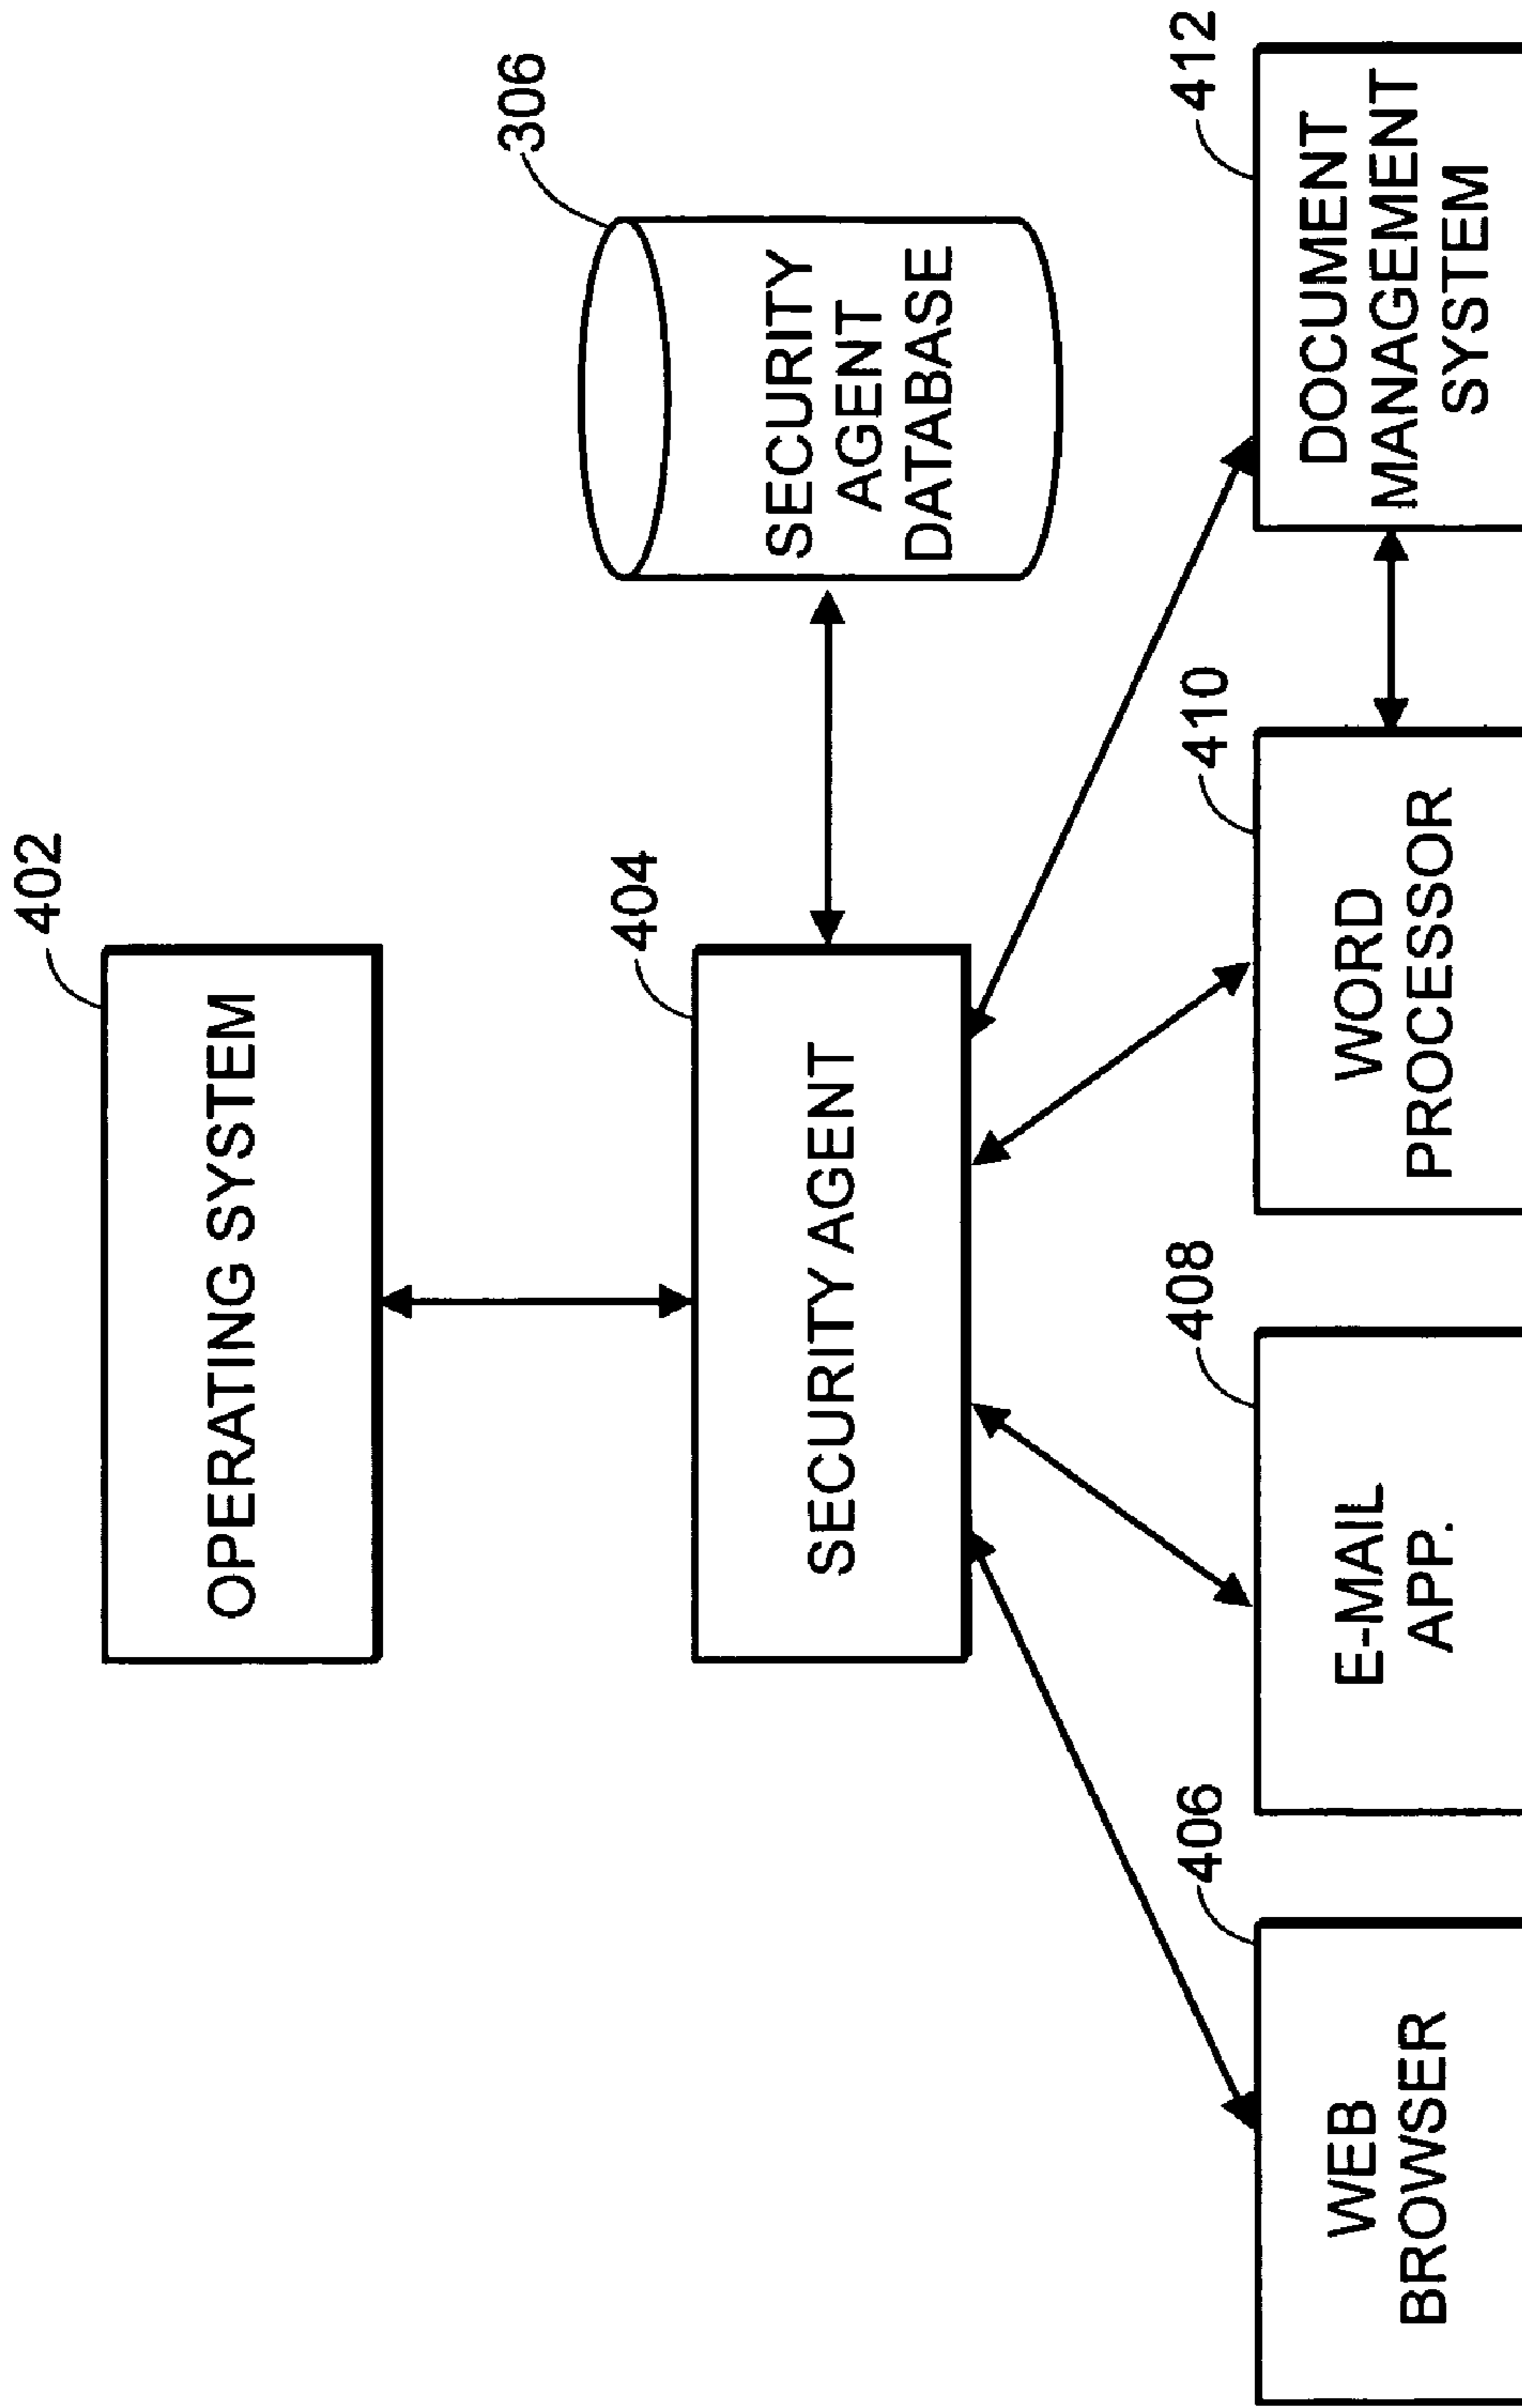 402
OPERATING SYSTEM
404
SECURITY AGENT
306
SECURITY
AGENT
DATABASE
406
WEB
BROWSER
408
E-MAIL
APP.
410
WORD
PROCESSOR
412
DOCUMENT
MANAGEMENT
SYSTEM